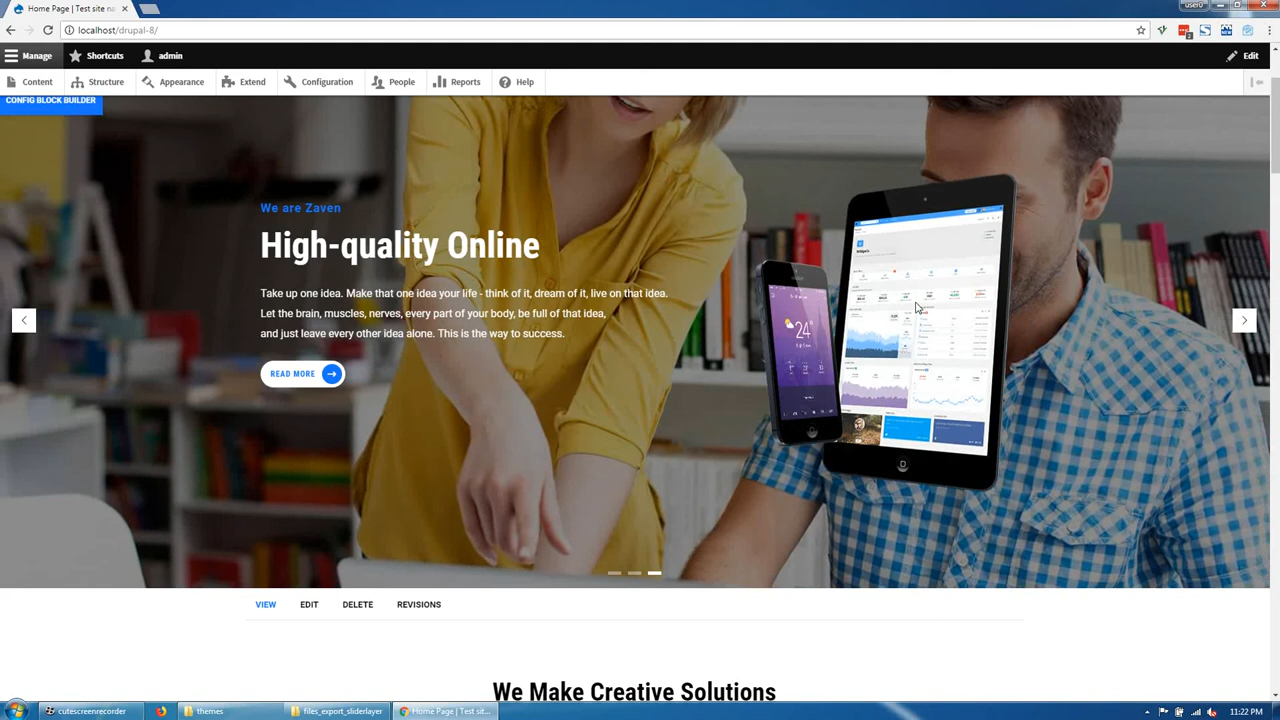 Home Page | Test site na
user0
localhost/drupal-8/
Manage
Shortcuts
admin
Edit
Content
Structure
Appearance
Extend
Configuration
People
Reports
Help
CONFIG BLOCK BUILDER
We are Zaven
High-quality Online
Take up one idea. Make that one idea your life - think of it, dream of it, live on that idea.
Let the brain, muscles, nerves, every part of your body, be full of that idea,
and just leave every other idea alone. This is the way to success.
READ MORE
24°
VIEW
EDIT
DELETE
REVISIONS
We Make Creative Solutions
cutescreenrecorder
themes
files_export_sliderlayer
Home Page | Test sit...
11:22 PM